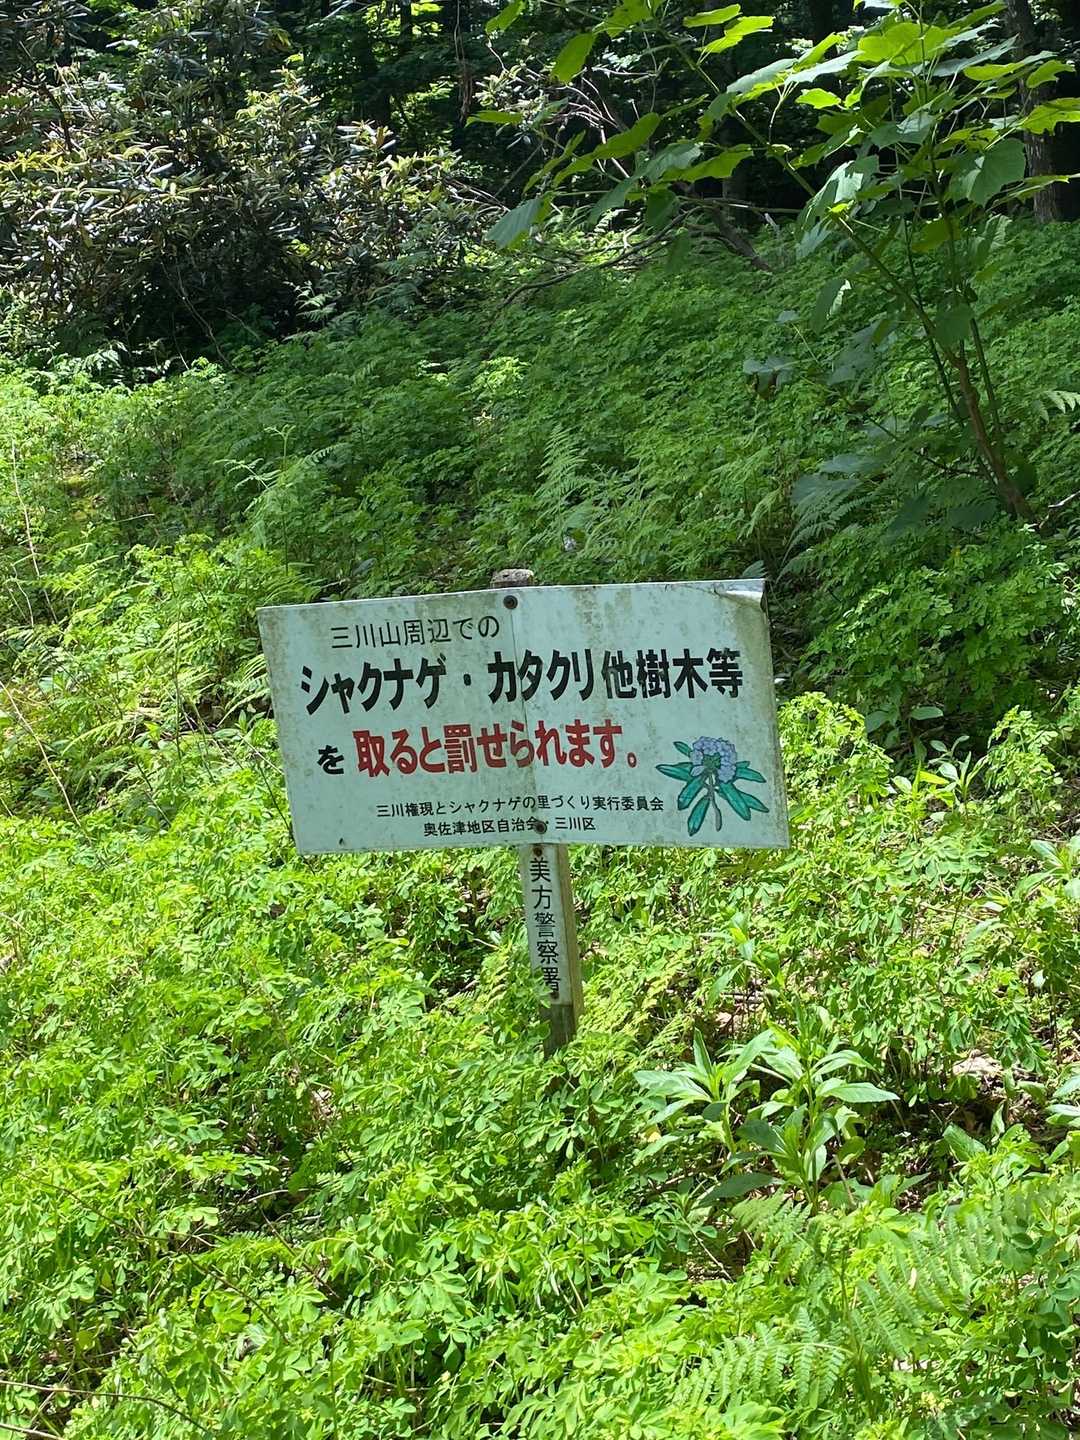 三川山周辺での
シャクナゲ・カタクリ他樹木等
を取ると罰せられます。
三川権現とシャクナゲの里づくり実行委員会
奥佐津地区自治会・三川区
美方警察署